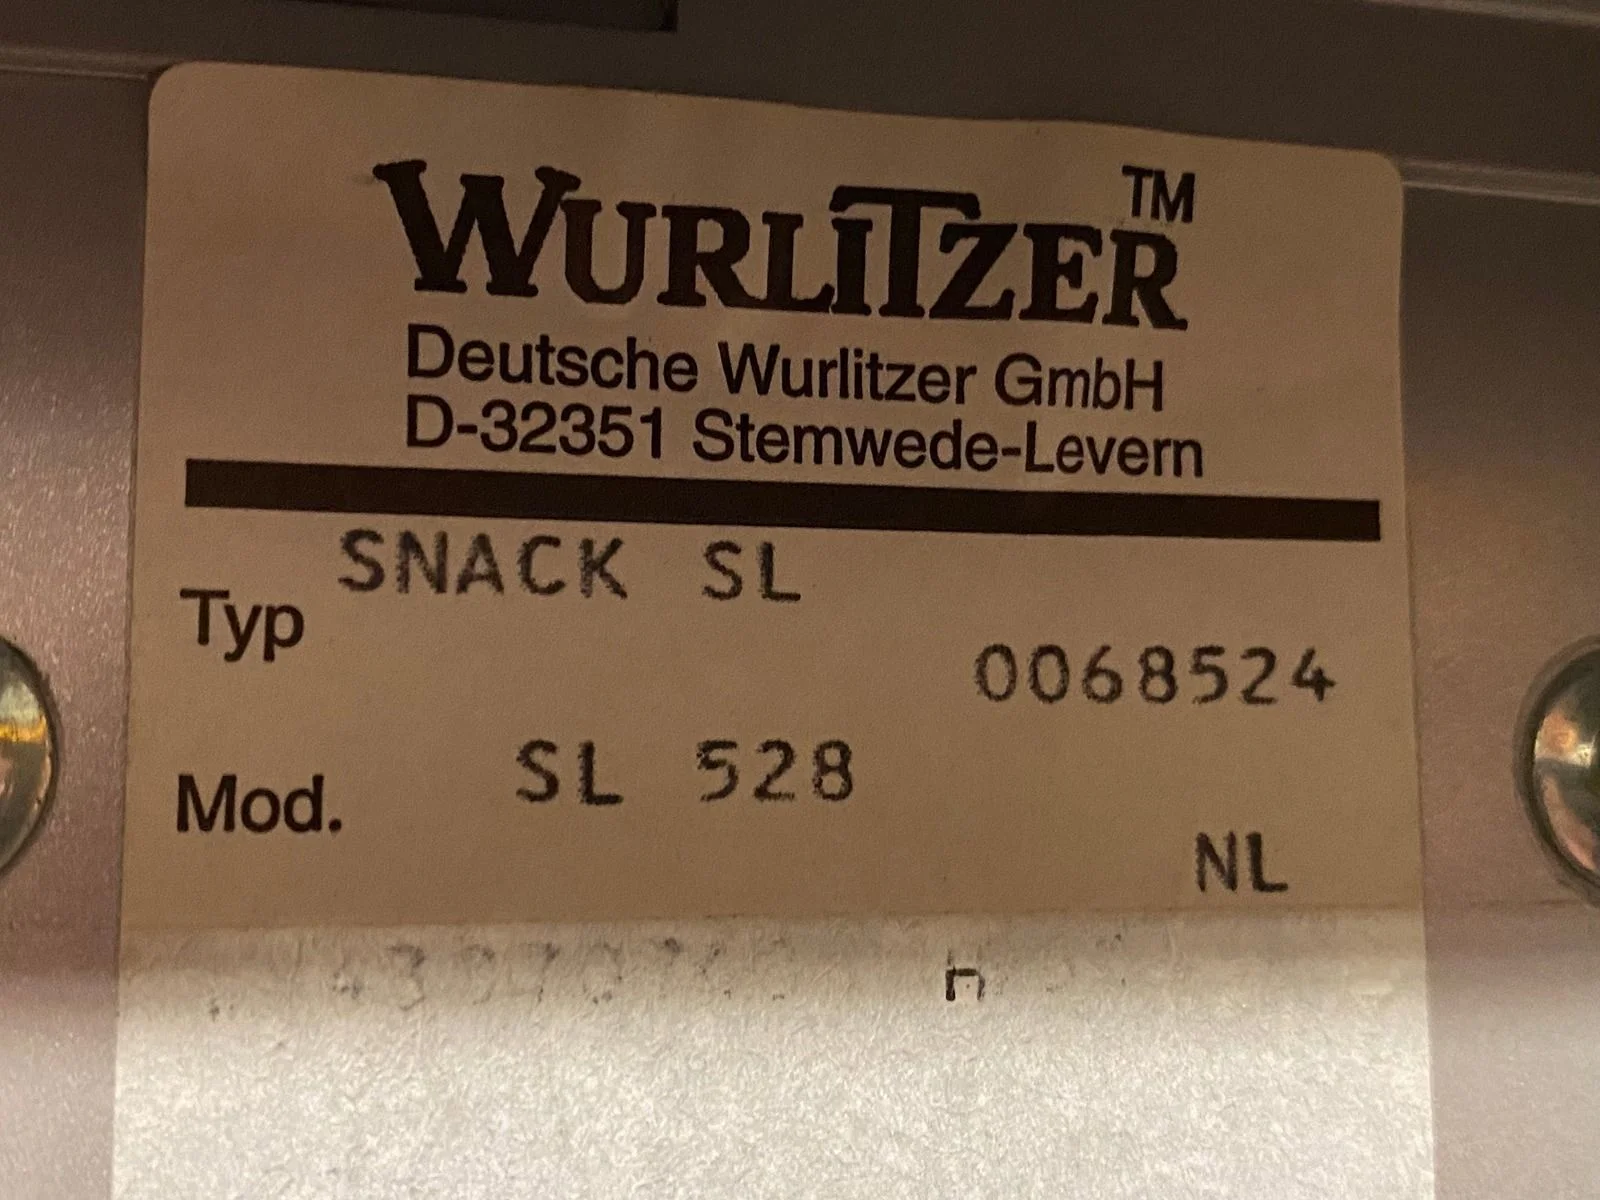 WURLiTZER™
Deutsche Wurlitzer GmbH
D-32351 Stemwede-Levern
Typ SNACK SL
0068524
Mod. SL 528
NL